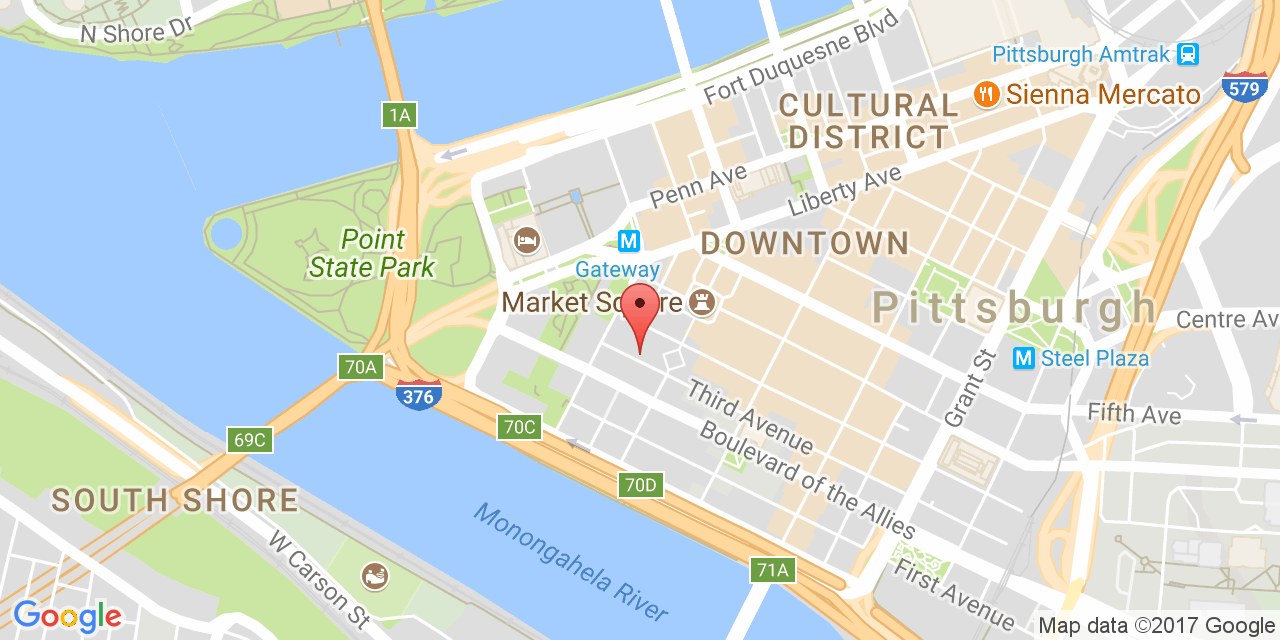 N Shore Dr
Fort Duquesne Blvd
Pittsburgh Amtrak
579
Sienna Mercato
1A
CULTURAL
DISTRICT
Penn Ave
Liberty Ave
Point
State Park
M
Gateway
DOWNTOWN
Market Square
Pittsburgh
Centre Av
M Steel Plaza
70A
376
Grant St
Third Avenue
Fifth Ave
70C
69C
Boulevard of the Allies
70D
SOUTH SHORE
Monongahela River
W Carson St
71A
First Avenue
Google
Map data ©2017 Google